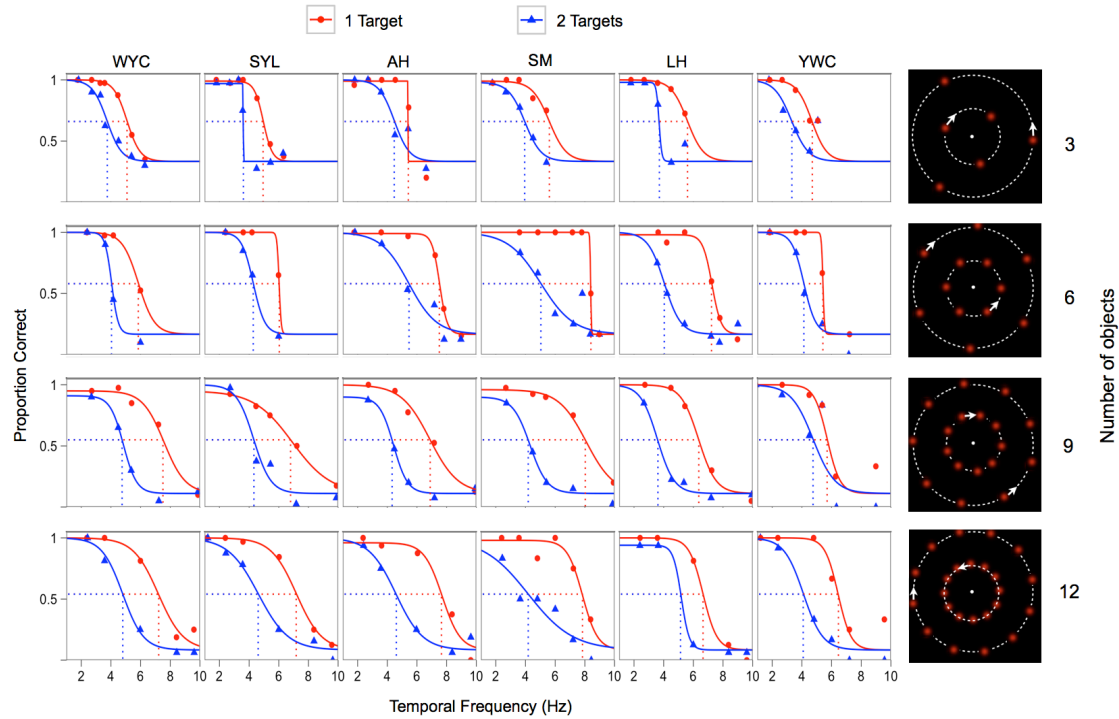 1 Target 2 Targets
WYC SYL AH SM LH YWC
1
0.5
3
1
0.5
6
1
0.5
9
1
0.5
12
2 4 6 8 10 2 4 6 8 10 2 4 6 8 10 2 4 6 8 10 2 4 6 8 10 2 4 6 8 10
Temporal Frequency (Hz)
Proportion Correct
Number of objects